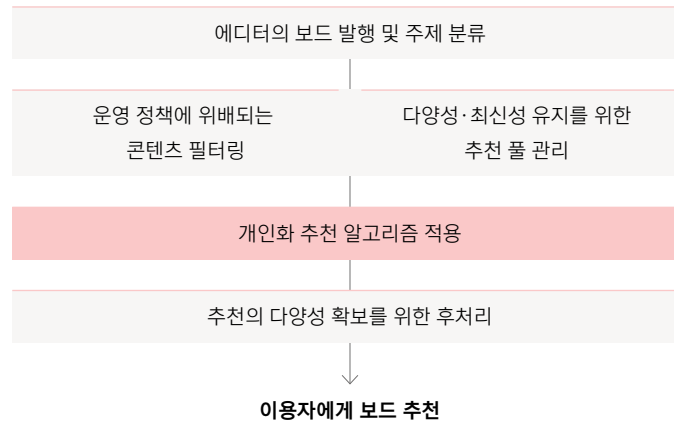 에디터의 보드 발행 및 주제 분류
운영 정책에 위배되는
콘텐츠 필터링
다양성·최신성 유지를 위한
추천 풀 관리
개인화 추천 알고리즘 적용
추천의 다양성 확보를 위한 후처리
이용자에게 보드 추천